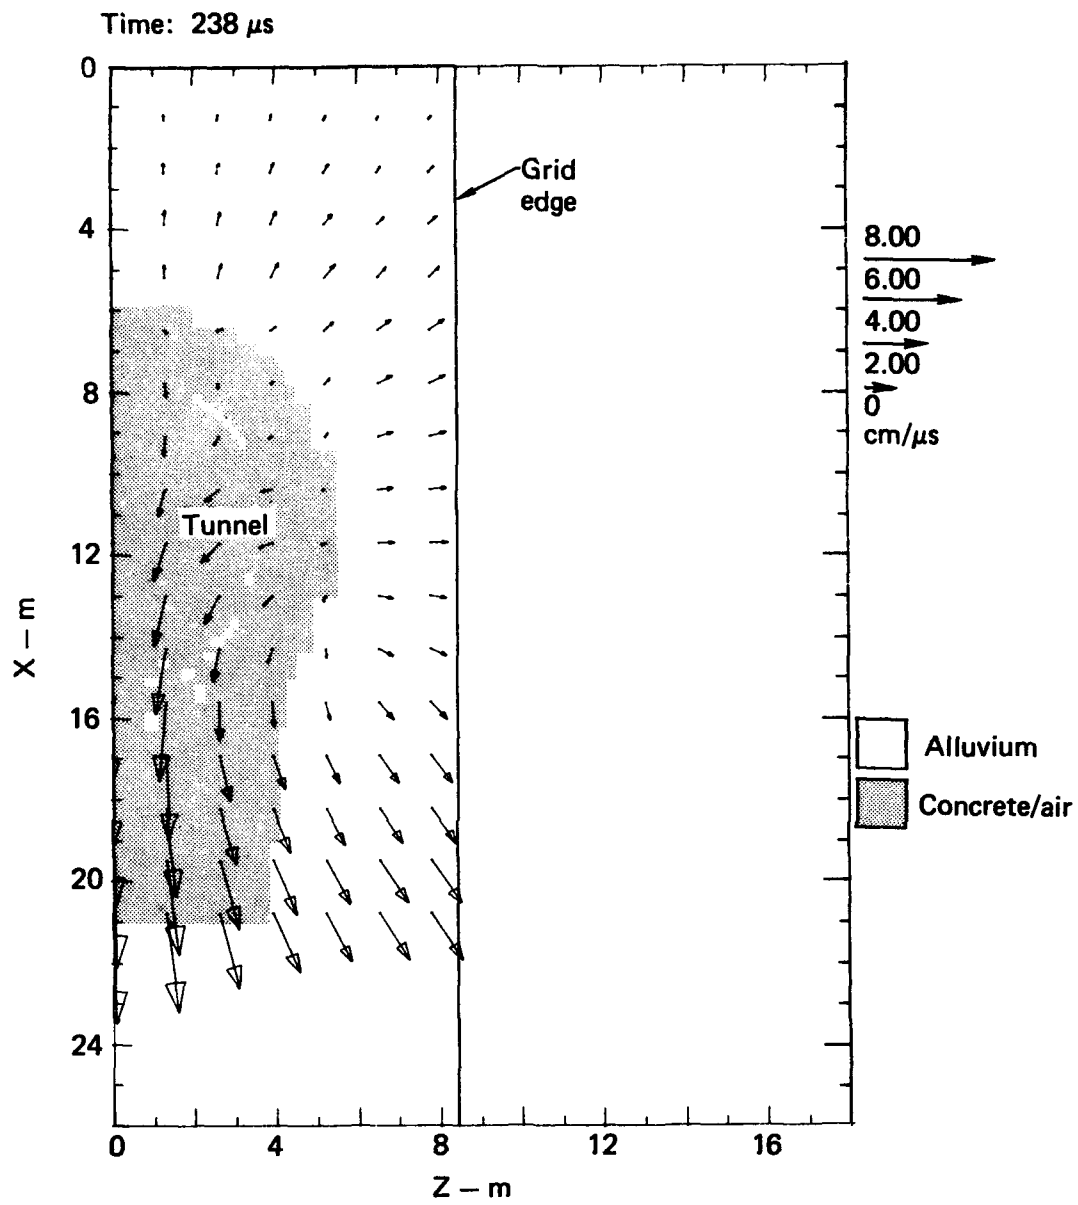 Time: 238 μs
0
4
8
12
16
20
24
X – m
Tunnel
Grid
edge
8.00
6.00
4.00
2.00
0
cm/μs
Alluvium
Concrete/air
0 4 8 12 16
Z – m